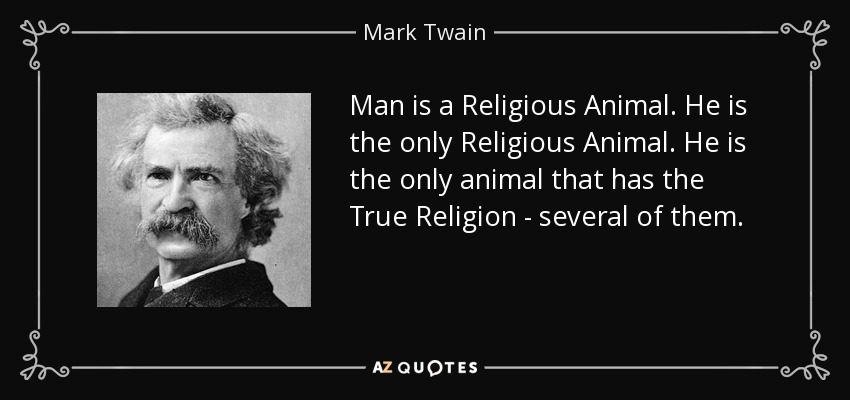 Mark Twain
Man is a Religious Animal. He is
the only Religious Animal. He is
the only animal that has the
True Religion - several of them.
AZ QUOTES